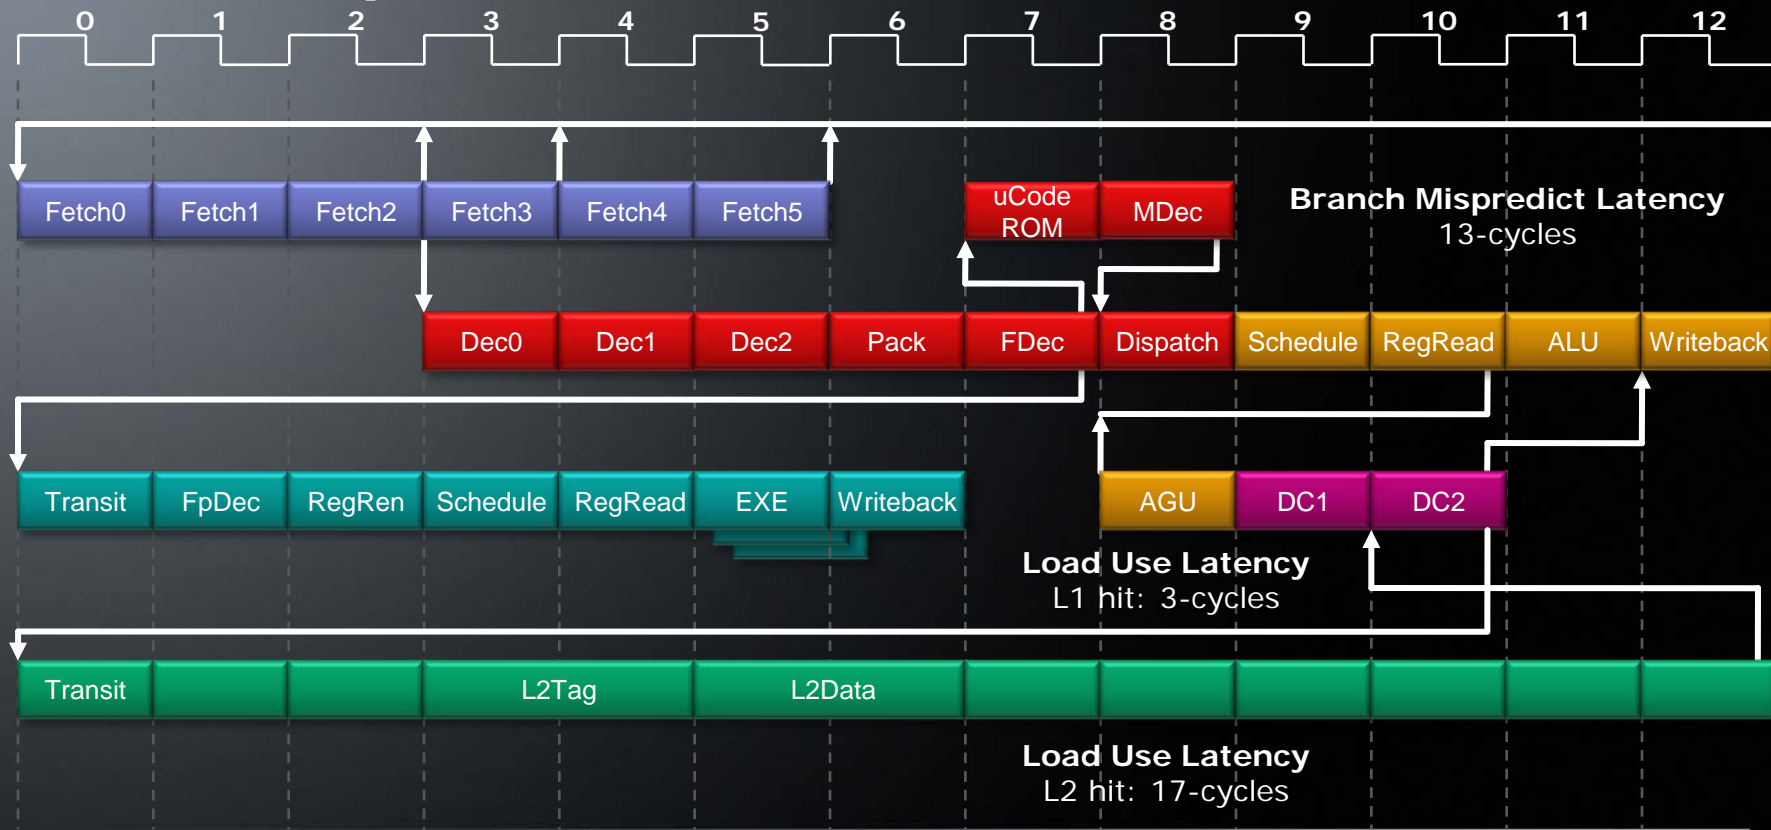 0 1 2 3 4 5 6 7 8 9 10 11 12
Fetch0 Fetch1 Fetch2 Fetch3 Fetch4 Fetch5
uCode
ROM
MDec
Branch Mispredict Latency
13-cycles
Dec0 Dec1 Dec2 Pack FDec Dispatch Schedule RegRead ALU Writeback
Transit FpDec RegRen Schedule RegRead EXE Writeback
AGU DC1 DC2
Load Use Latency
L1 hit: 3-cycles
Transit L2Tag L2Data
Load Use Latency
L2 hit: 17-cycles